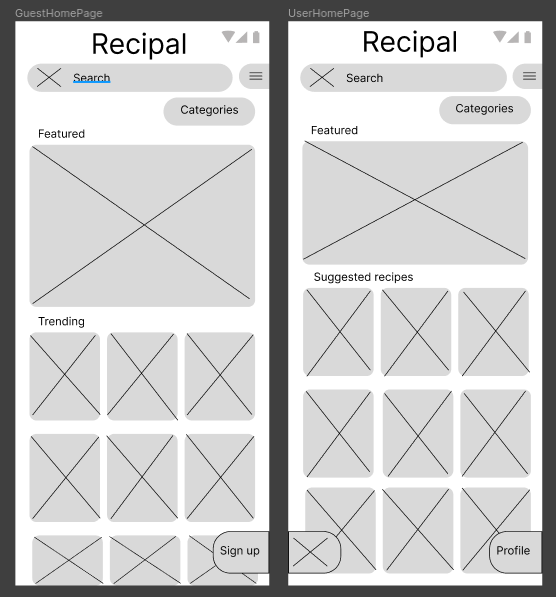 GuestHomePage
Recipal
Search
Categories
Featured
Trending
Sign up
UserHomePage
Recipal
Search
Categories
Featured
Suggested recipes
Profile